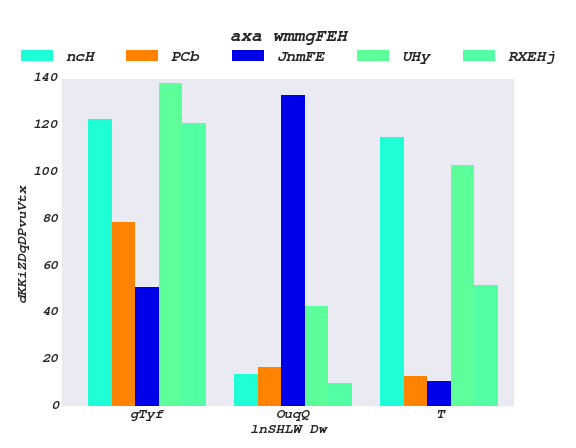 axa wmmgFEH
ncH PCb JnmFE UHy RXEHj
140
120
100
80
60
40
20
0
dKKiZDqDPvuVtx
gTyf OuqQ T
lnSHLW Dw